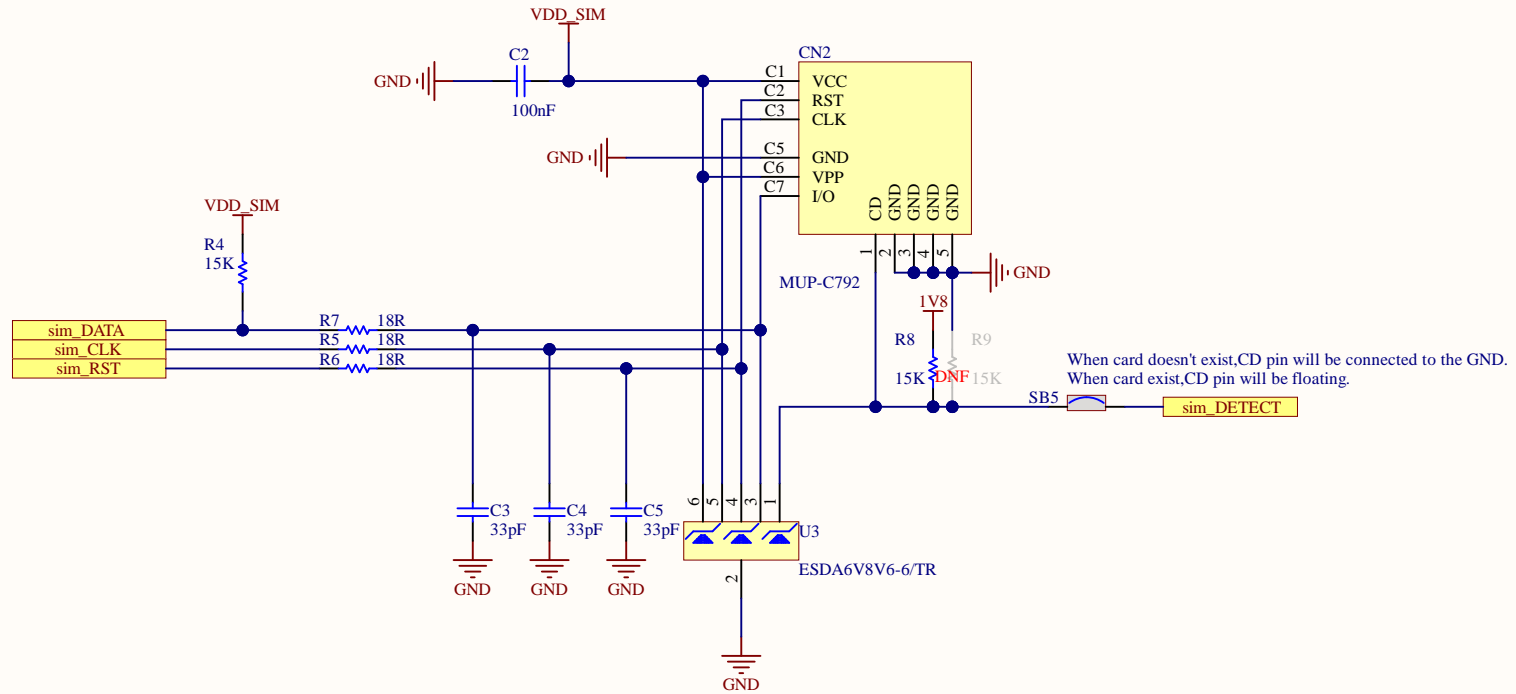 VDD_SIM
C2
GND
100nF
CN2
C1 VCC
C2 RST
C3 CLK
GND C5 GND
C6 VPP
C7 I/O
CD GND GND GND GND
1 2 3 4 5
GND
MUP-C792
VDD_SIM
R4
15K
sim_DATA R7 18R
sim_CLK R5 18R
sim_RST R6 18R
1V8
R8 R9
15K DNF 15K
When card doesn't exist,CD pin will be connected to the GND.
When card exist,CD pin will be floating.
SB5 sim_DETECT
6 5 4 3 1
C3 C4 C5 U3
33pF 33pF 33pF
ESDA6V8V6-6/TR
2
GND GND GND
GND